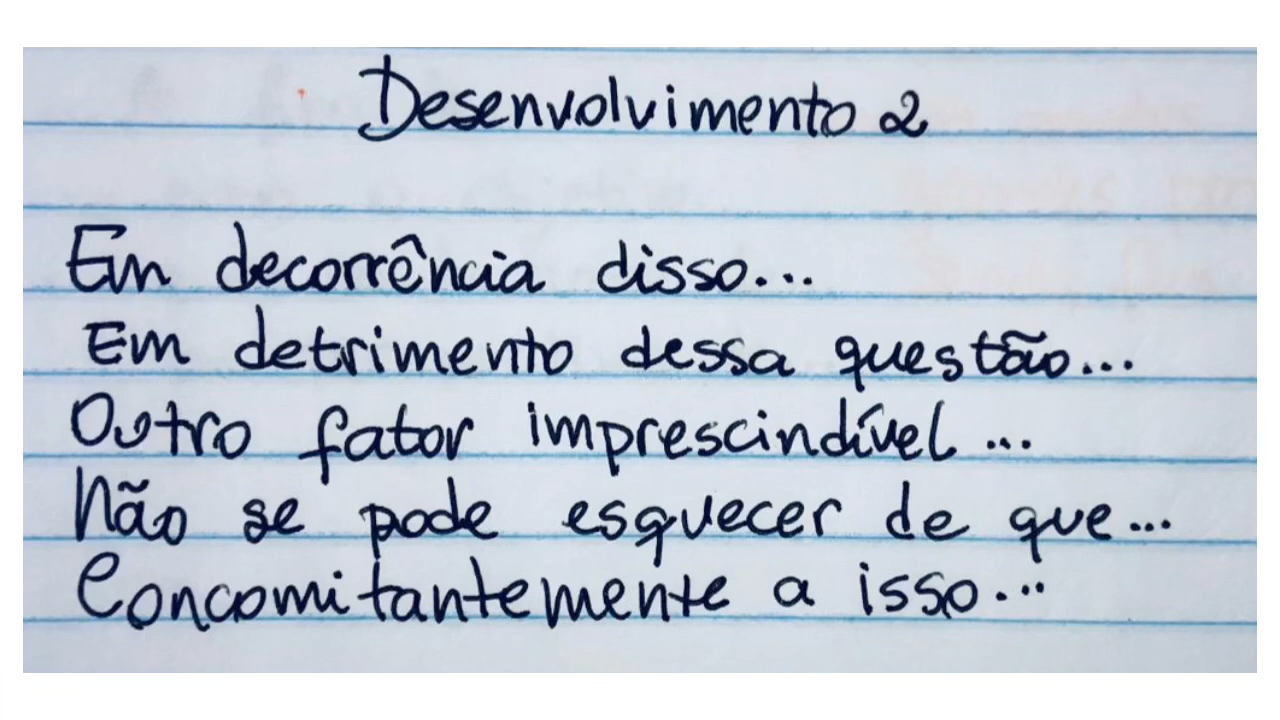 Desenvolvimento 2
Em decorrência disso...
Em detrimento dessa questão...
Outro fator imprescindível...
Não se pode esquecer de que...
Concomitantemente a isso...